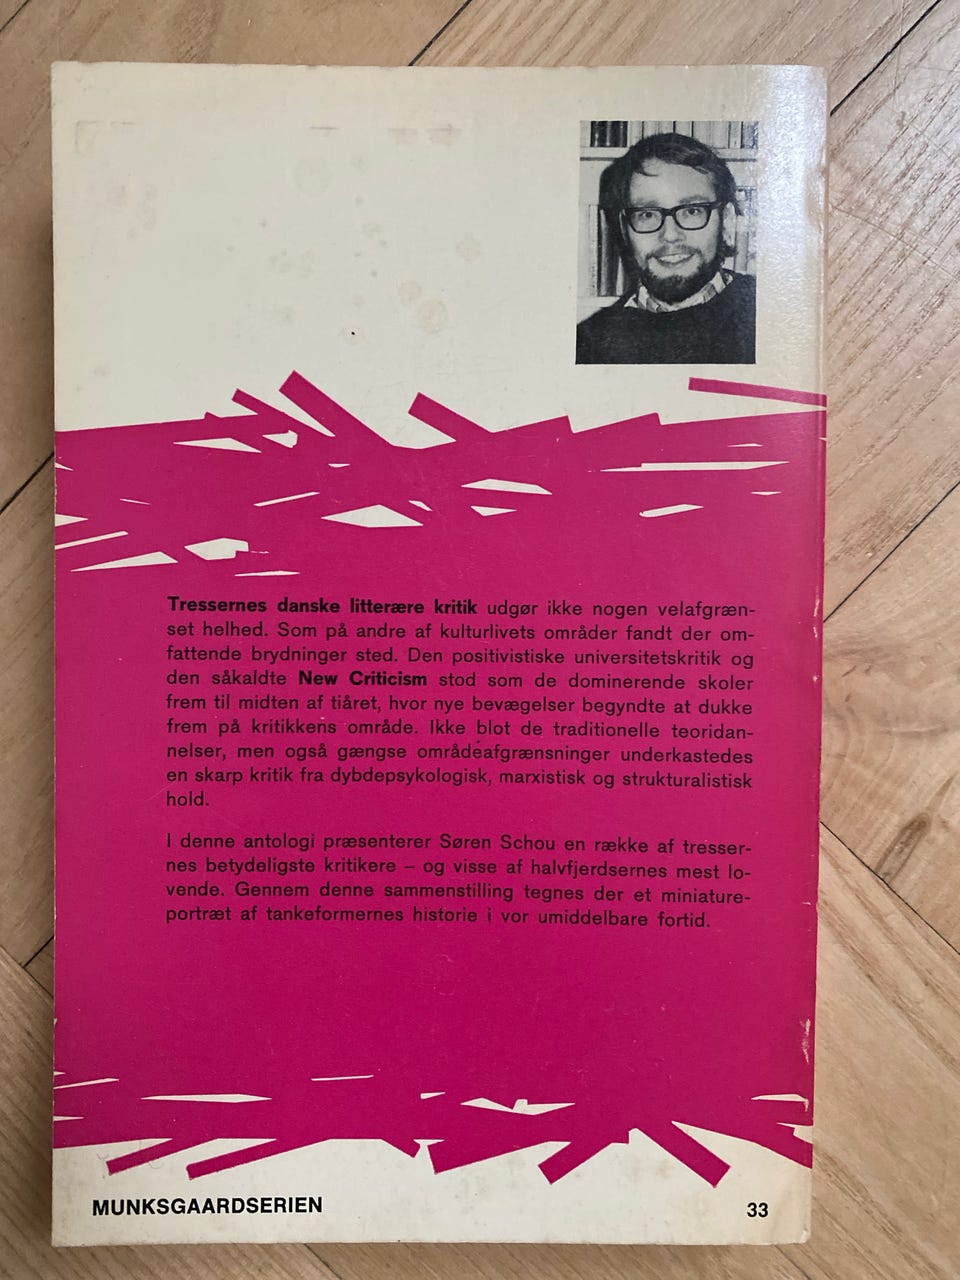 Tressernes danske litterære kritik udgør ikke nogen velafgræn-
set helhed. Som på andre af kulturlivets områder fandt der om-
fattende brydninger sted. Den positivistiske universitetskritik og
den såkaldte New Criticism stod som de dominerende skoler
frem til midten af tiåret, hvor nye bevægelser begyndte at dukke
frem på kritikkens område. Ikke blot de traditionelle teoridan-
nelser, men også gængse områdeafgrænsninger underkastedes
en skarp kritik fra dybdepsykologisk, marxistisk og strukturalistisk
hold.
I denne antologi præsenterer Søren Schou en række af tresser-
nes betydeligste kritikere – og visse af halvfjerdsernes mest lo-
vende. Gennem denne sammenstilling tegnes der et miniature-
portræt af tankeformernes historie i vor umiddelbare fortid.
MUNKSGAARDSERIEN 33